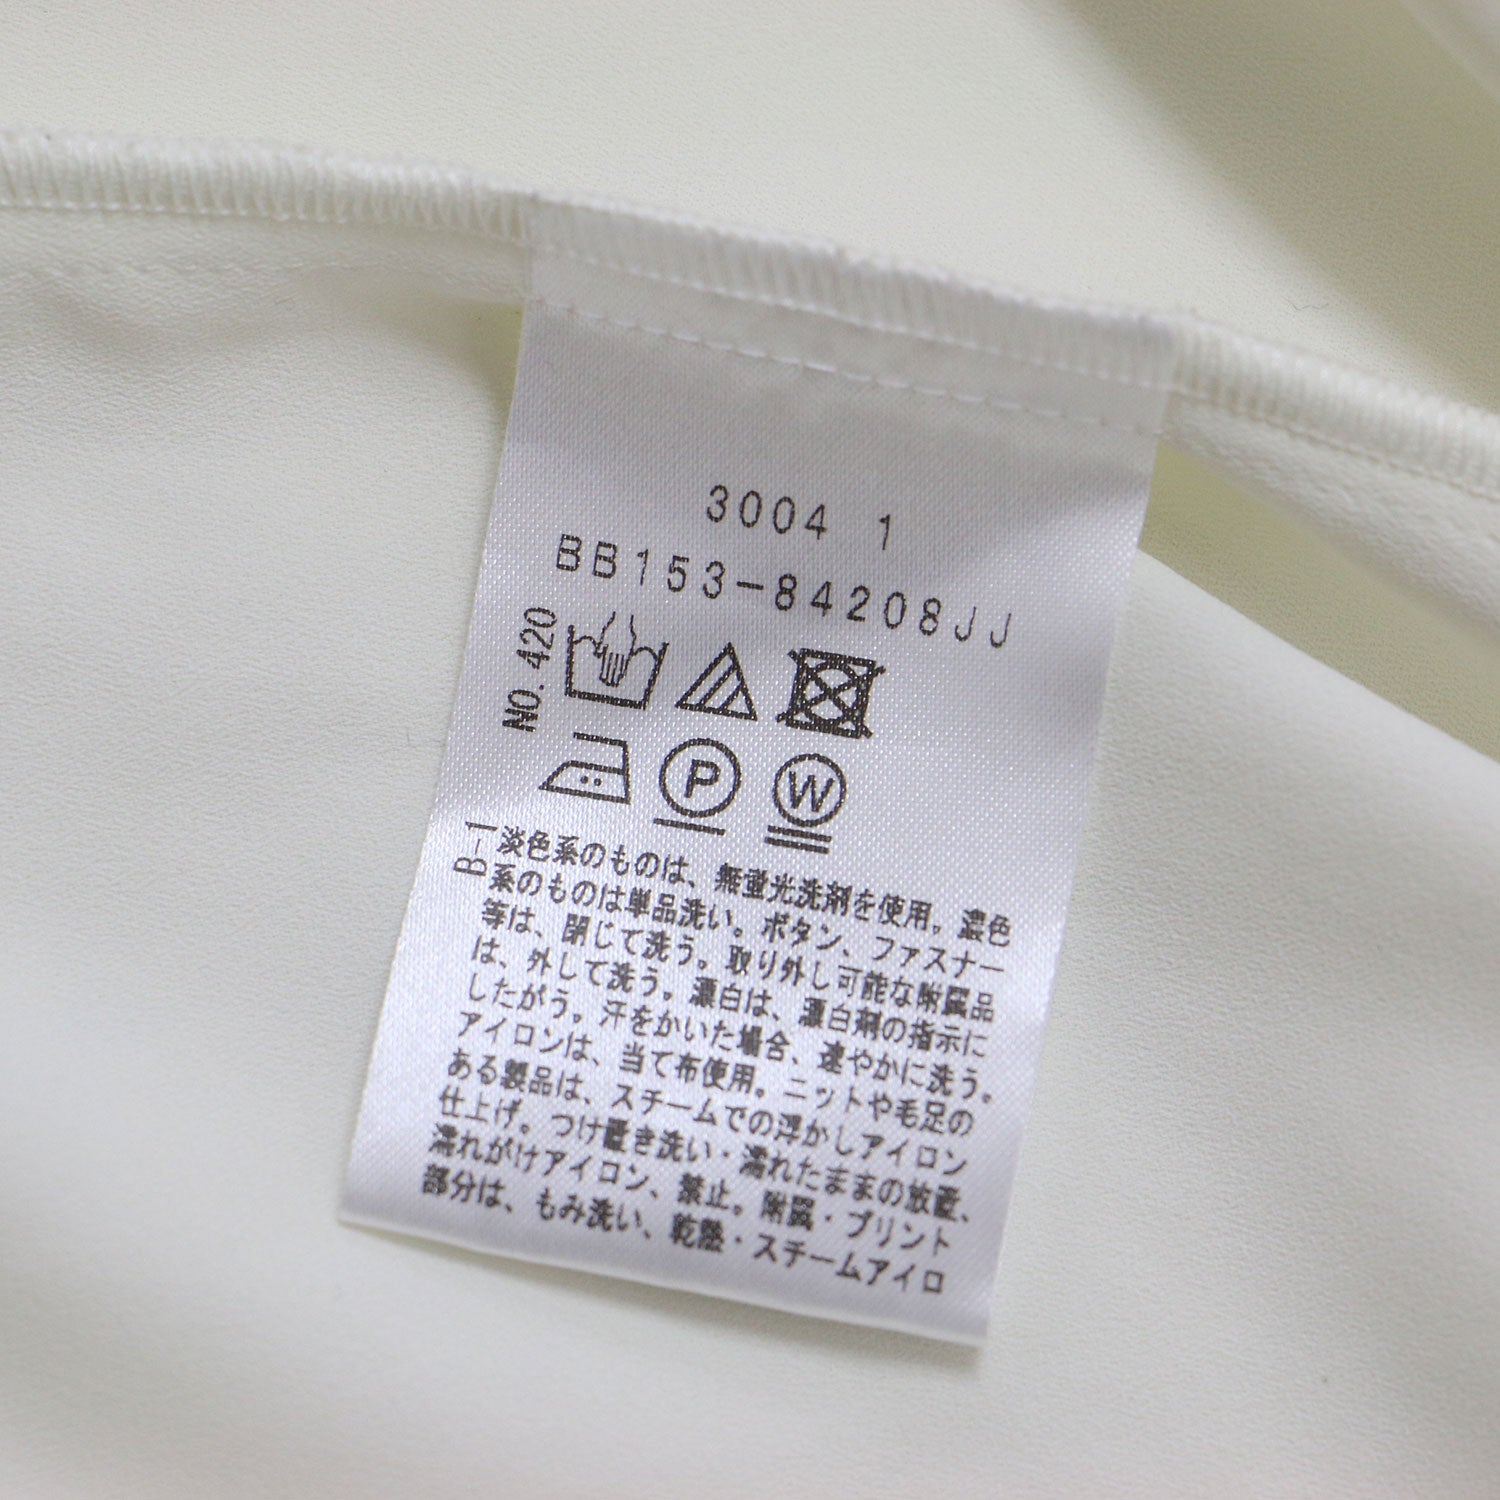 3004 1
BB153-84208JJ
NO.420
P
W
B-1
淡色系のものは、無蛍光洗剤を使用。濃色
系のものは単品洗い。ボタン、ファスナー
等は、閉じて洗う。取り外し可能な附属品
は、外して洗う。漂白は、漂白剤の指示に
したがう。汗をかいた場合、速やかに洗う。
アイロンは、当て布使用。ニットや毛足の
ある製品は、スチームでの浮かしアイロン
仕上げ。つけ置き洗い・濡れたままの放置、
濡れがけアイロン、禁止。附属・プリント
部分は、もみ洗い、乾熱・スチームアイロ